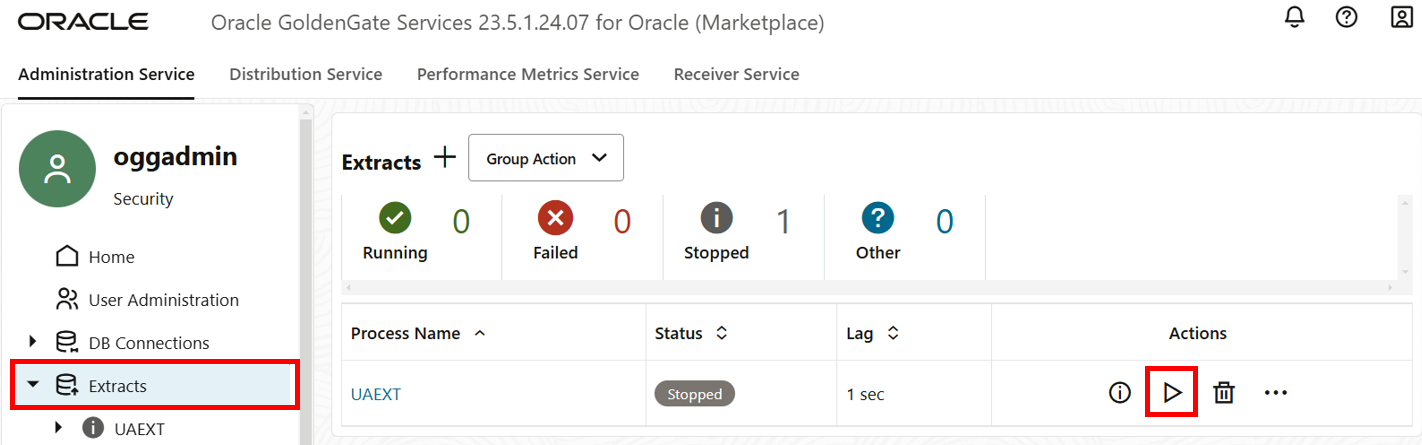 ORACLE Oracle GoldenGate Services 23.5.1.24.07 for Oracle (Marketplace)
Administration Service Distribution Service Performance Metrics Service Receiver Service
oggadmin
Security
Home
User Administration
DB Connections
Extracts
UAEXT
Extracts Group Action
0 0 1 0
Running Failed Stopped Other
Process Name Status Lag Actions
UAEXT Stopped 1 sec